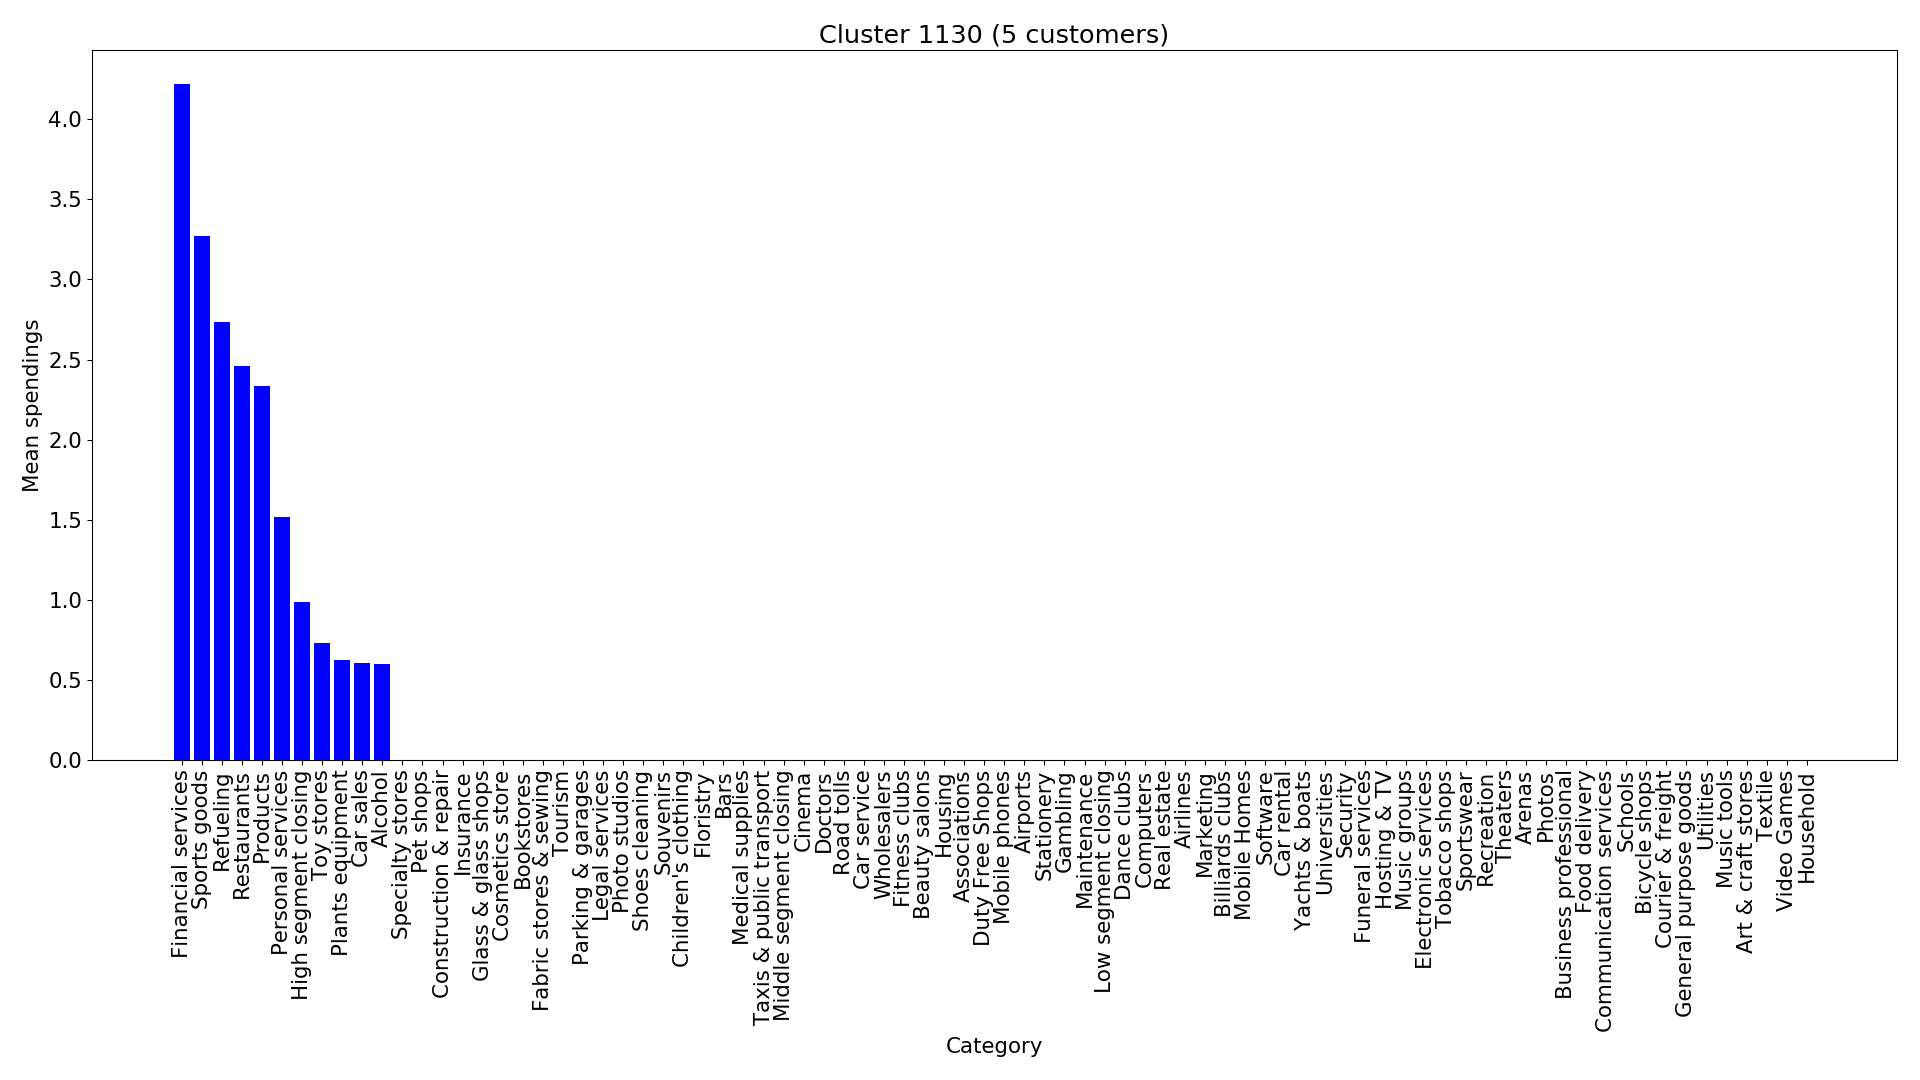 Cluster 1130 (5 customers)
Mean spendings
4.0
3.5
3.0
2.5
2.0
1.5
1.0
0.5
0.0
Financial services
Sports goods
Refueling
Restaurants
Products
Personal services
High segment closing
Toy stores
Plants equipment
Car sales
Alcohol
Specialty stores
Pet shops
Construction & repair
Insurance
Glass & glass shops
Cosmetics store
Bookstores
Fabric stores & sewing
Tourism
Parking & garages
Legal services
Photo studios
Shoes cleaning
Souvenirs
Children's clothing
Floristry
Bars
Medical supplies
Taxis & public transport
Middle segment closing
Cinema
Doctors
Road tolls
Car service
Wholesalers
Fitness clubs
Beauty salons
Housing
Associations
Duty Free Shops
Mobile phones
Airports
Stationery
Gambling
Maintenance
Low segment closing
Dance clubs
Computers
Real estate
Airlines
Marketing
Billiards clubs
Mobile Homes
Software
Car rental
Yachts & boats
Universities
Security
Funeral services
Hosting & TV
Music groups
Electronic services
Tobacco shops
Sportswear
Recreation
Theaters
Arenas
Photos
Business professional
Food delivery
Communication services
Schools
Bicycle shops
Courier & freight
General purpose goods
Utilities
Music tools
Art & craft stores
Textile
Video Games
Household
Category